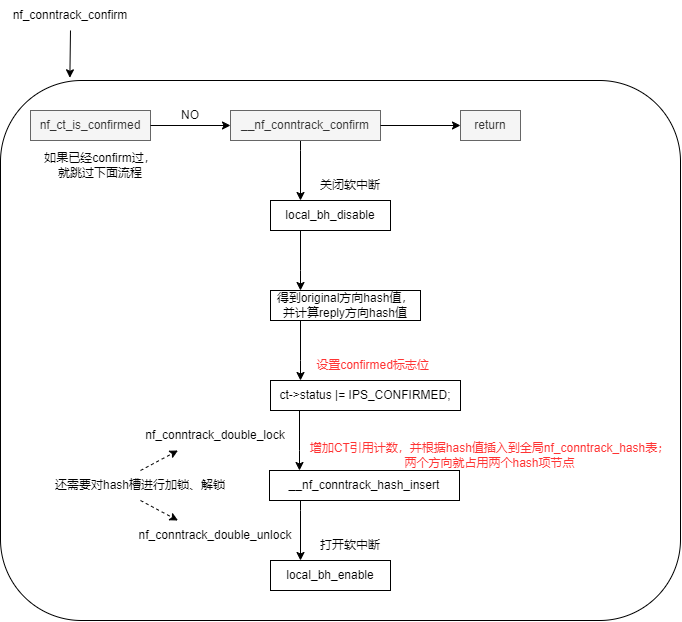 nf_conntrack_confirm
nf_ct_is_confirmed
NO
__nf_conntrack_confirm
return
如果已经confirm过，
就跳过下面流程
关闭软中断
local_bh_disable
得到original方向hash值，
并计算reply方向hash值
设置confirmed标志位
ct->status |= IPS_CONFIRMED;
nf_conntrack_double_lock
增加CT引用计数，并根据hash值插入到全局nf_conntrack_hash表；
两个方向就占用两个hash项节点
还需要对hash槽进行加锁、解锁
__nf_conntrack_hash_insert
nf_conntrack_double_unlock
打开软中断
local_bh_enable